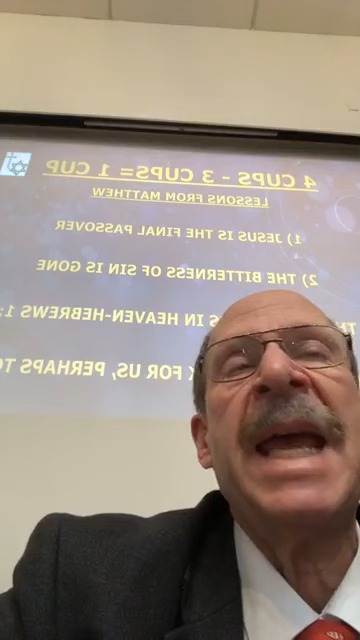 4 CUPS - 3 CUPS= 1 CUP
LESSONS FROM MATTHEW
1) JESUS IS THE FINAL PASSOVER
2) THE BITTERNESS OF SIN IS GONE
IN HEAVEN-HEBREWS 1:
FOR US, PERHAPS